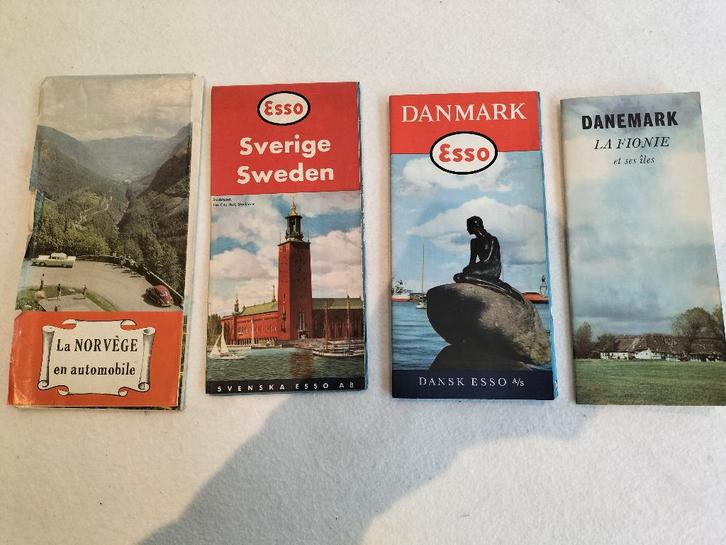 La NORVÈGE
en automobile
Esso
Sverige
Sweden
SVENSKA ESSO AB
DANMARK
Esso
DANSK ESSO A/S
DANEMARK
LA FIONIE
et ses îles